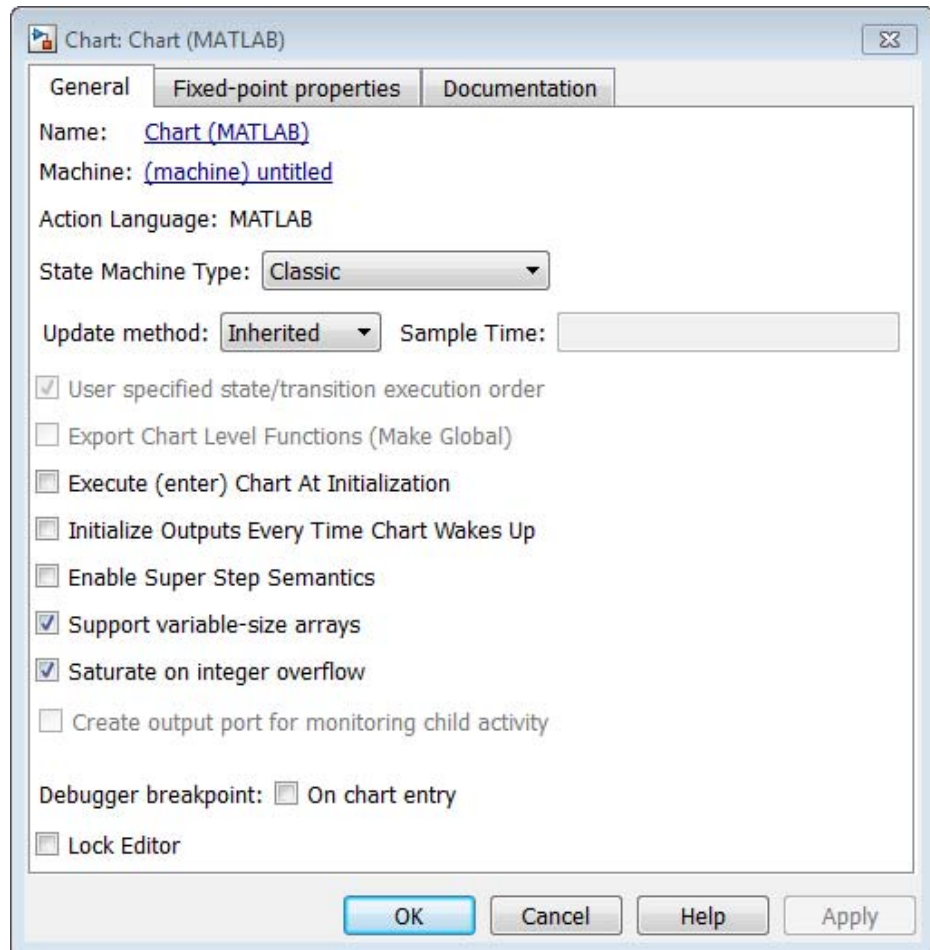 Chart: Chart (MATLAB)
General Fixed-point properties Documentation
Name: Chart (MATLAB)
Machine: (machine) untitled
Action Language: MATLAB
State Machine Type: Classic
Update method: Inherited Sample Time:
User specified state/transition execution order
Export Chart Level Functions (Make Global)
Execute (enter) Chart At Initialization
Initialize Outputs Every Time Chart Wakes Up
Enable Super Step Semantics
Support variable-size arrays
Saturate on integer overflow
Create output port for monitoring child activity
Debugger breakpoint: On chart entry
Lock Editor
OK Cancel Help Apply